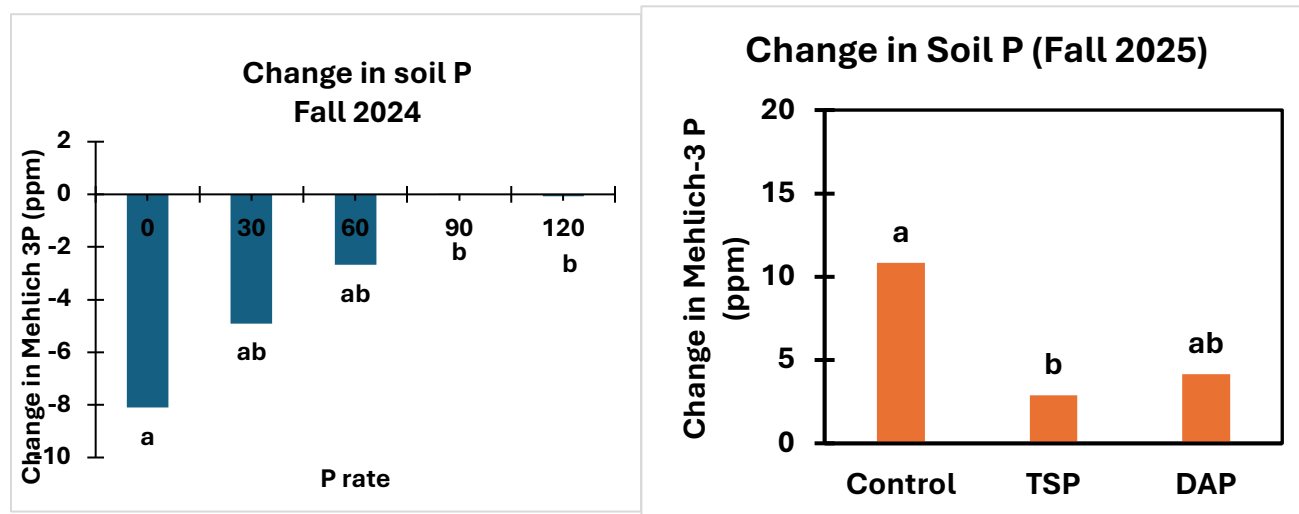 Change in soil P
Fall 2024
Change in Mehlich 3P (ppm)
2
0
-2
-4
-6
-8
-10
0
30
60
90
120
a
ab
ab
b
b
P rate
Change in Soil P (Fall 2025)
Change in Mehlich-3 P
(ppm)
20
15
10
5
0
a
b
ab
Control
TSP
DAP